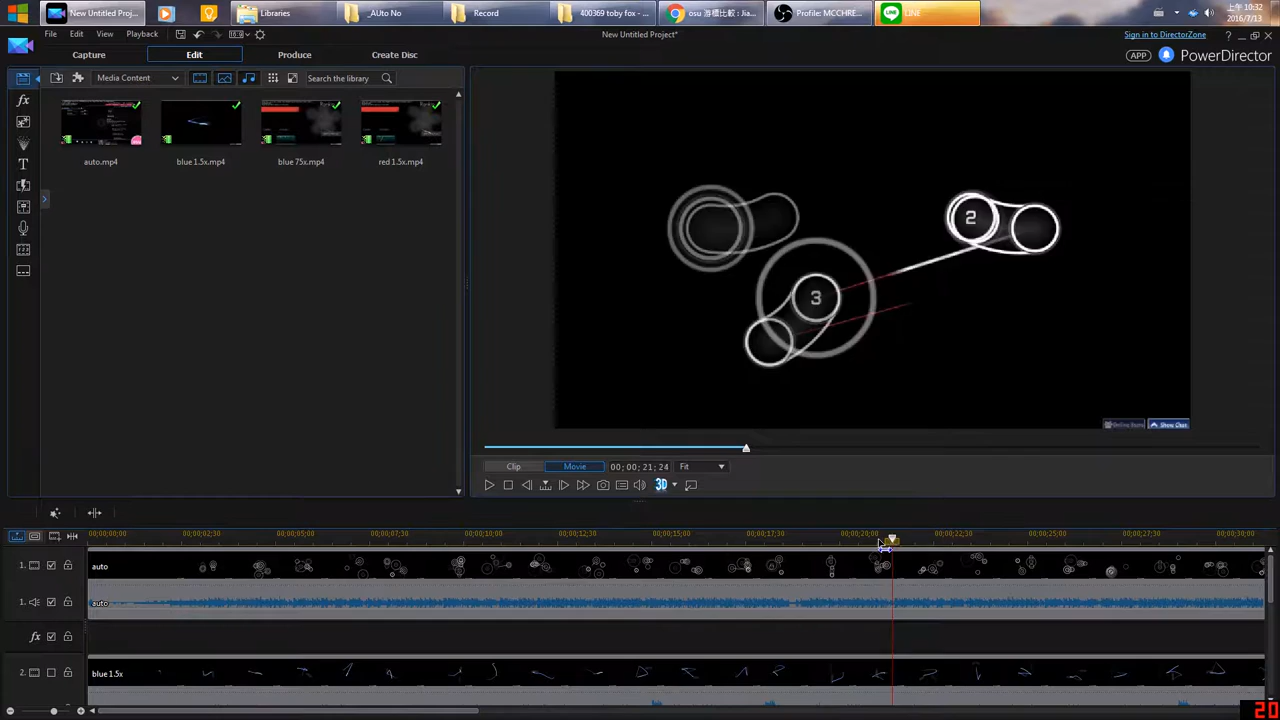 New Untitled Proj...
Libraries
_AUto No
Record
400369 toby fox - ...
osu 游標比較 : Jia...
Profile: MCCHRE...
LINE
上午 10:32
2016/7/13
File Edit View Playback
New Untitled Project*
Sign in to DirectorZone
Capture
Edit
Produce
Create Disc
APP
PowerDirector
Media Content
Search the library
auto.mp4
blue 1.5x.mp4
blue 75x.mp4
red 1.5x.mp4
2
3
Show Chat
Clip
Movie
00;00;21;24
Fit
3D
00;00;00;00
00;00;02;30
00;00;05;00
00;00;07;30
00;00;10;00
00;00;12;30
00;00;15;00
00;00;17;30
00;00;20;00
00;00;22;30
00;00;25;00
00;00;27;30
00;00;30;00
1. auto
1. auto
fx
2. blue 1.5x
20